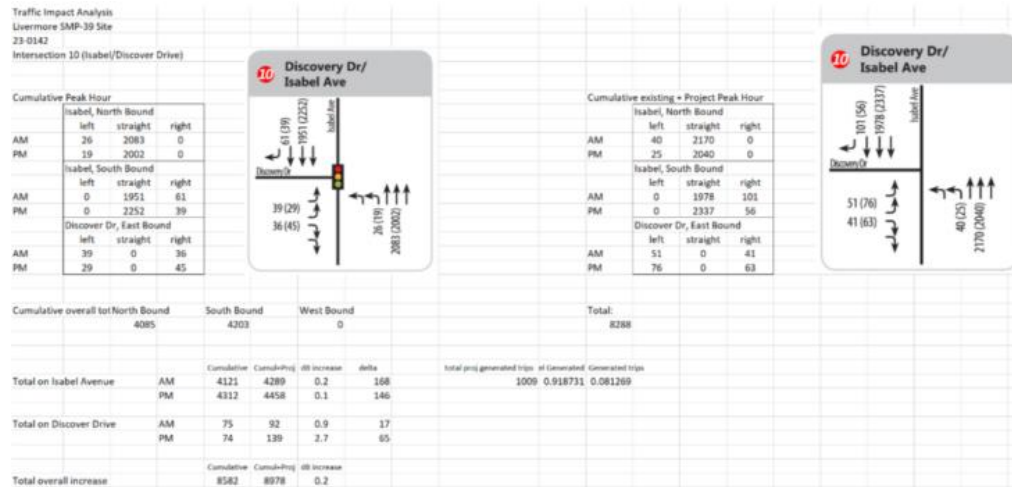 Traffic Impact Analysis
Livermore SMP-39 Site
23-0142
Intersection 10 (Isabel/Discover Drive)
Cumulative Peak Hour
Isabel, North Bound
left straight right
AM 26 2083 0
PM 19 2002 0
Isabel, South Bound
left straight right
AM 0 1951 61
PM 0 2252 39
Discover Dr, East Bound
left straight right
AM 39 0 36
PM 29 0 45
10 Discovery Dr/
Isabel Ave
61 (39)
1951 (2252)
Isabel Ave
Discovery Dr
39 (29)
36 (45)
26 (19)
2083 (2002)
Cumulative existing + Project Peak Hour
Isabel, North Bound
left straight right
AM 40 2170 0
PM 25 2040 0
Isabel, South Bound
left straight right
AM 0 1978 101
PM 0 2337 56
Discover Dr, East Bound
left straight right
AM 51 0 41
PM 76 0 63
10 Discovery Dr/
Isabel Ave
101 (56)
1978 (2337)
Isabel Ave
Discovery Dr
51 (76)
41 (63)
40 (25)
2170 (2040)
Cumulative overall tot North Bound South Bound West Bound Total:
4085 4203 0 8288
Cumulative Cumul+Proj dB increase delta total proj generated trips el Generated Generated trips
Total on Isabel Avenue AM 4121 4289 0.2 168 1009 0.918731 0.081269
PM 4312 4458 0.1 146
Total on Discover Drive AM 75 92 0.9 17
PM 74 139 2.7 65
Cumulative Cumul+Proj dB increase
Total overall increase 8582 8978 0.2